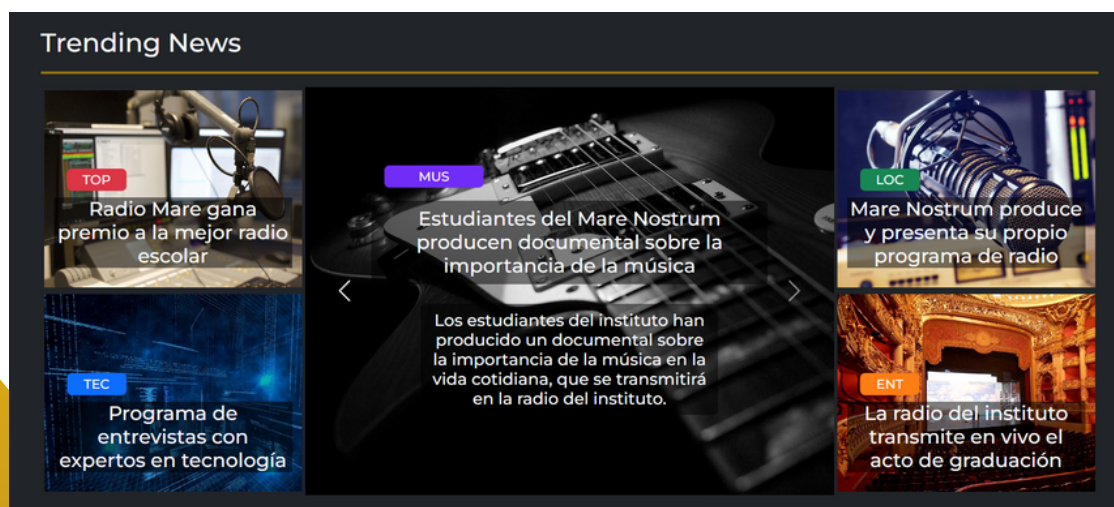 Trending News
TOP
Radio Mare gana
premio a la mejor radio
escolar
TEC
Programa de
entrevistas con
expertos en tecnología
MUS
Estudiantes del Mare Nostrum
producen documental sobre la
importancia de la música
Los estudiantes del instituto han
producido un documental sobre
la importancia de la música en la
vida cotidiana, que se transmitirá
en la radio del instituto.
LOC
Mare Nostrum produce
y presenta su propio
programa de radio
ENT
La radio del instituto
transmite en vivo el
acto de graduación